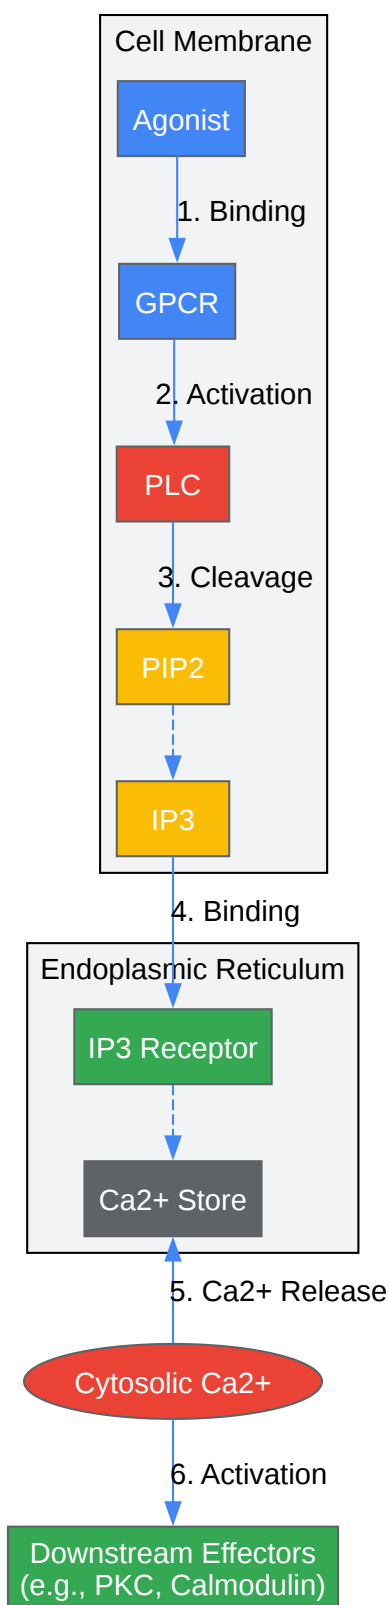 Cell Membrane
Agonist
1. Binding
GPCR
2. Activation
PLC
3. Cleavage
PIP2
IP3
4. Binding
Endoplasmic Reticulum
IP3 Receptor
Ca2+ Store
5. Ca2+ Release
Cytosolic Ca2+
6. Activation
Downstream Effectors
(e.g., PKC, Calmodulin)